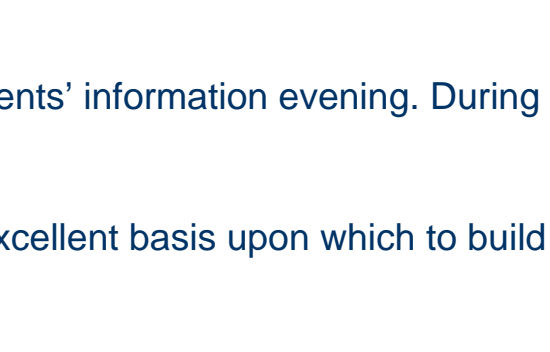 ents’ information evening. During
xcellent basis upon which to build